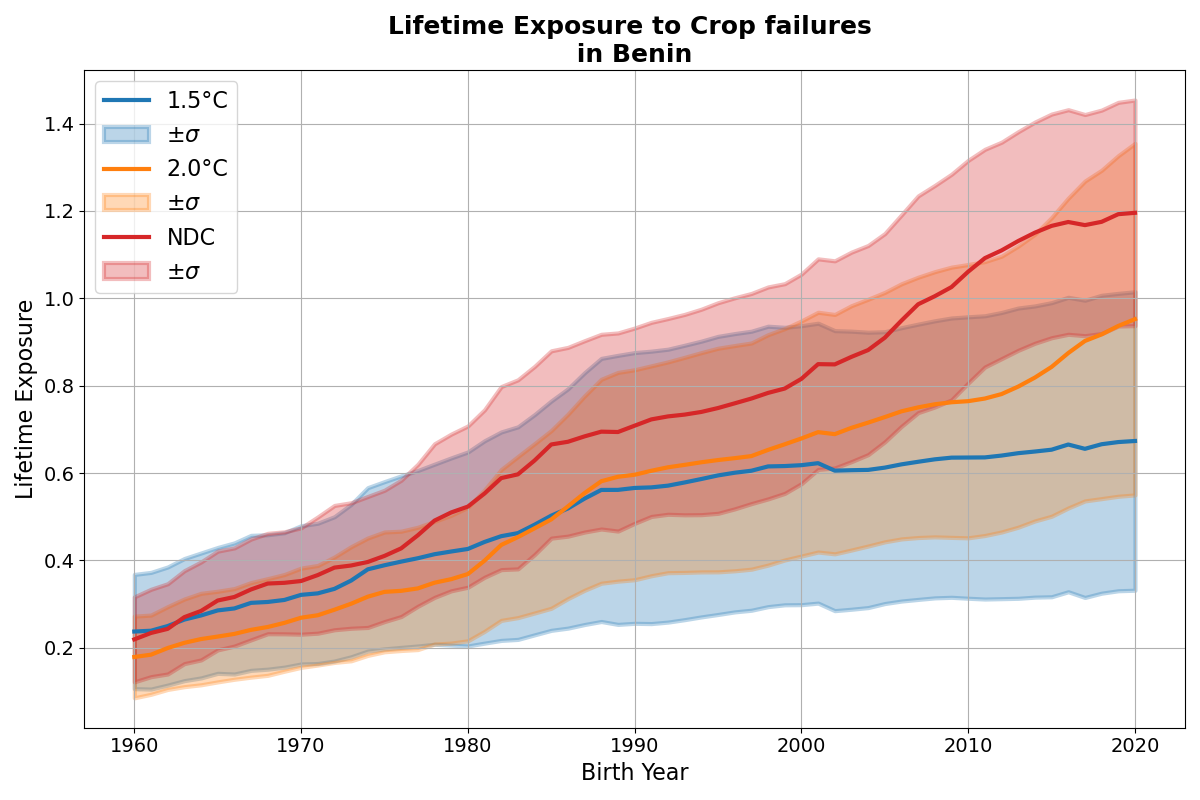 Lifetime Exposure to Crop failures
in Benin
1.5°C
±σ
2.0°C
±σ
NDC
±σ
Lifetime Exposure
1.4
1.2
1.0
0.8
0.6
0.4
0.2
1960 1970 1980 1990 2000 2010 2020
Birth Year